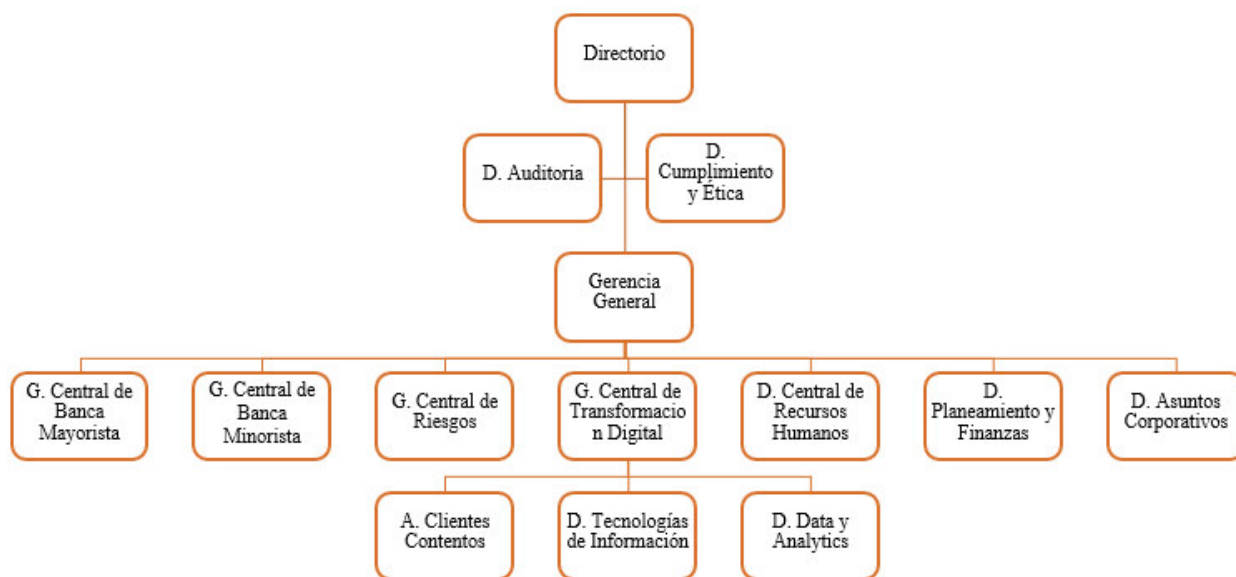 Directorio
D. Auditoria
D.
Cumplimiento
y Ética
Gerencia
General
G. Central de
Banca
Mayorista
G. Central de
Banca
Minorista
G. Central de
Riesgos
G. Central de
Transformacio
n Digital
D. Central de
Recursos
Humanos
D.
Planeamiento y
Finanzas
D. Asuntos
Corporativos
A. Clientes
Contentos
D. Tecnologías
de Información
D. Data y
Analytics